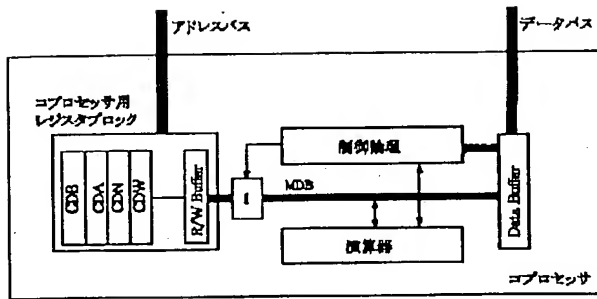 アドレスバス
データバス
コプロセッサ用
レジスタブロック
制御論理
CDB
CDA
CDN
CDW
R/W Buffer
I
MDB
Data Buffer
演算器
コプロセッサ